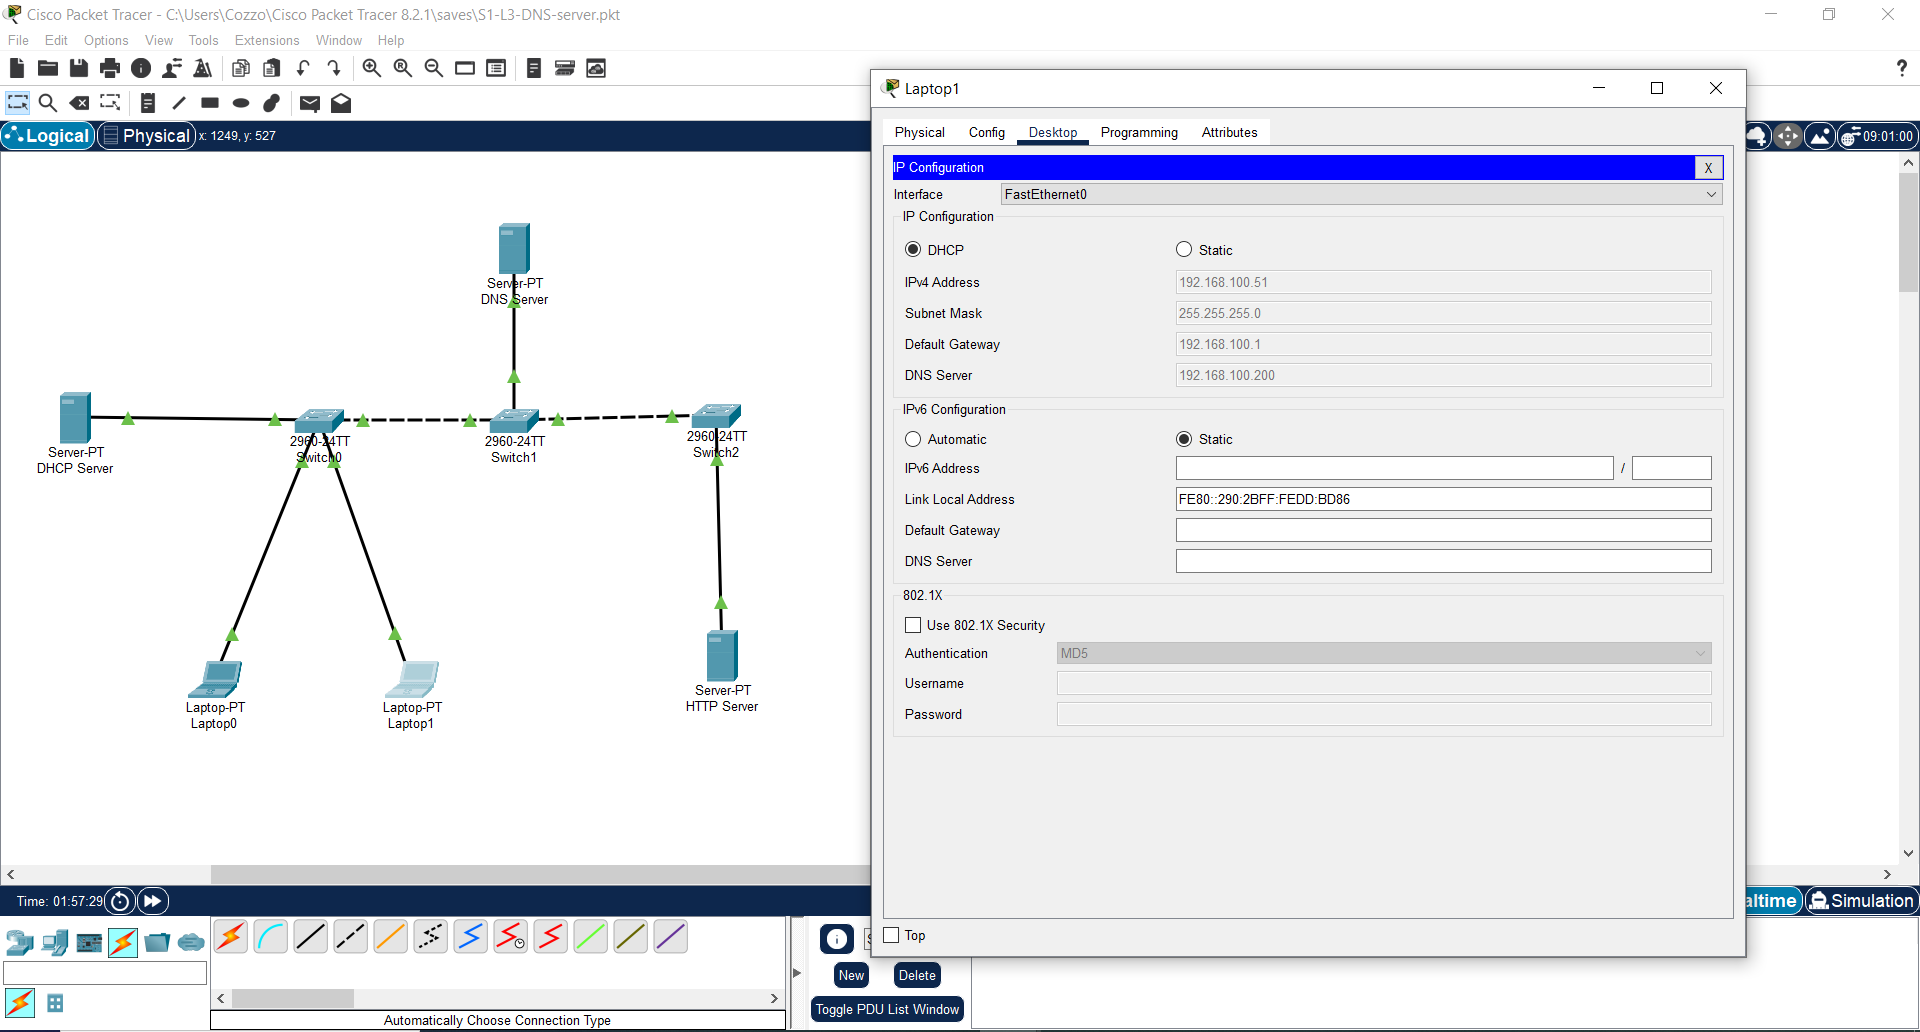 Cisco Packet Tracer - C:\Users\Cozzo\Cisco Packet Tracer 8.2.1\saves\S1-L3-DNS-server.pkt
File Edit Options View Tools Extensions Window Help
Logical Physical x: 1249, y: 527
09:01:00
Server-PT
DNS Server
Server-PT
DHCP Server
2960-24TT
Switch0
2960-24TT
Switch1
2960-24TT
Switch2
Laptop-PT
Laptop0
Laptop-PT
Laptop1
Server-PT
HTTP Server
Laptop1
Physical Config Desktop Programming Attributes
IP Configuration X
Interface FastEthernet0
IP Configuration
DHCP Static
IPv4 Address 192.168.100.51
Subnet Mask 255.255.255.0
Default Gateway 192.168.100.1
DNS Server 192.168.100.200
IPv6 Configuration
Automatic Static
IPv6 Address /
Link Local Address FE80::290:2BFF:FEDD:BD86
Default Gateway
DNS Server
802.1X
Use 802.1X Security
Authentication MD5
Username
Password
Top
Time: 01:57:29
altime Simulation
New Delete
Toggle PDU List Window
Automatically Choose Connection Type